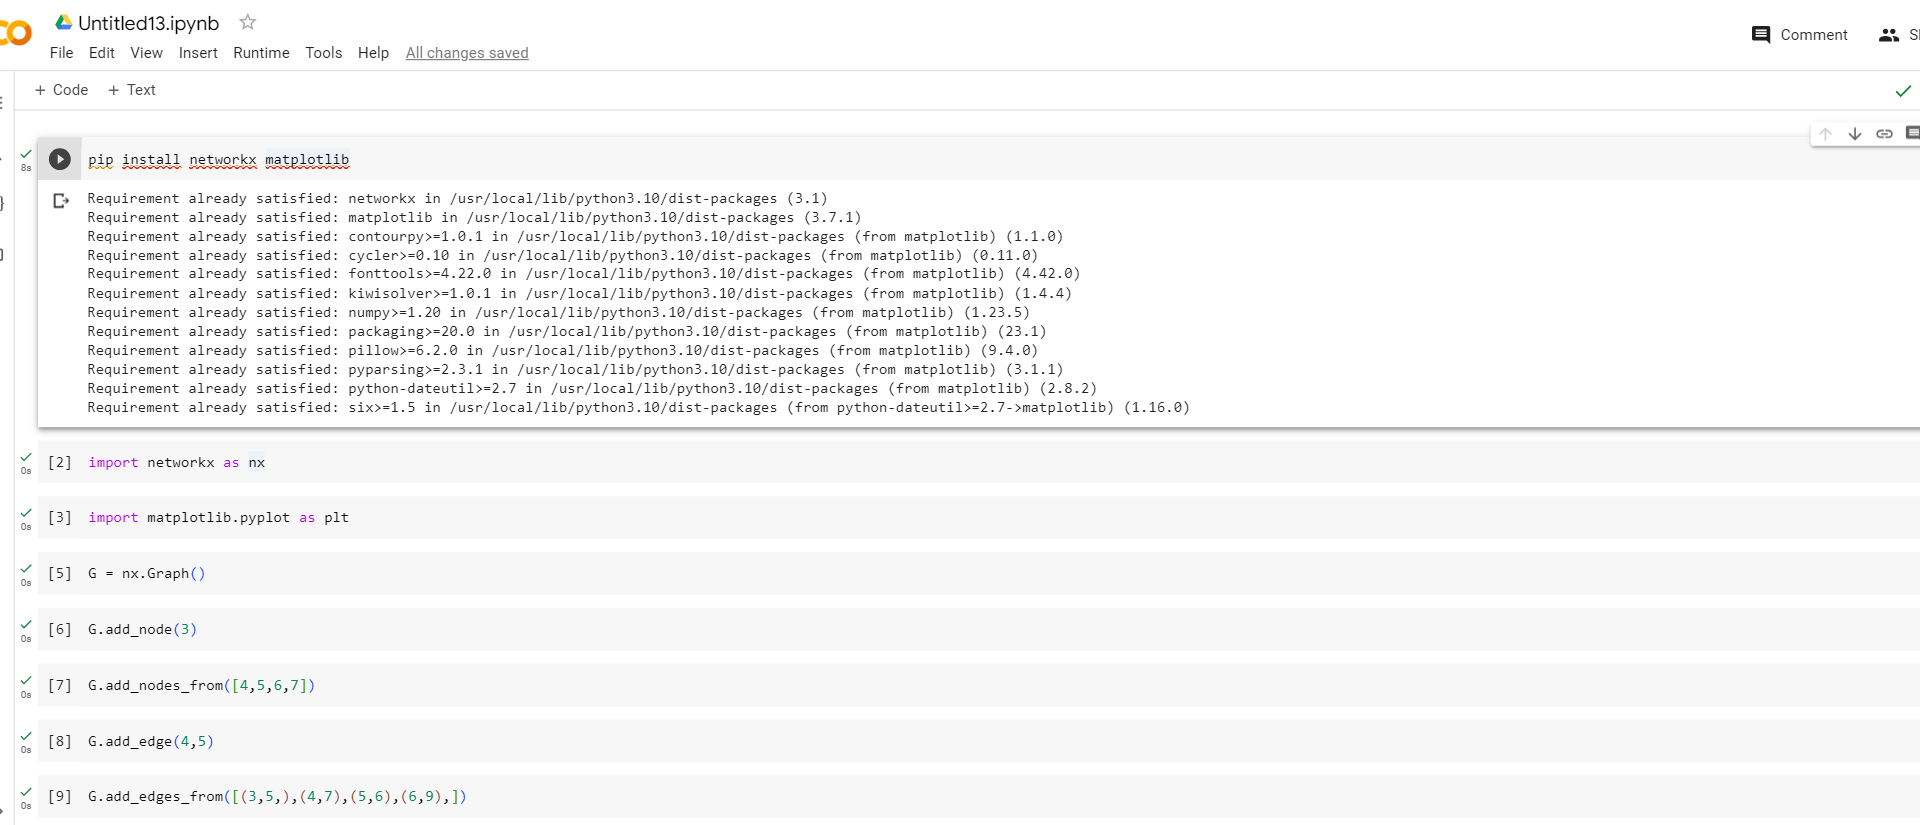 Untitled13.ipynb
File Edit View Insert Runtime Tools Help All changes saved
Comment
+ Code + Text
8s
pip install networkx matplotlib
Requirement already satisfied: networkx in /usr/local/lib/python3.10/dist-packages (3.1)
Requirement already satisfied: matplotlib in /usr/local/lib/python3.10/dist-packages (3.7.1)
Requirement already satisfied: contourpy>=1.0.1 in /usr/local/lib/python3.10/dist-packages (from matplotlib) (1.1.0)
Requirement already satisfied: cycler>=0.10 in /usr/local/lib/python3.10/dist-packages (from matplotlib) (0.11.0)
Requirement already satisfied: fonttools>=4.22.0 in /usr/local/lib/python3.10/dist-packages (from matplotlib) (4.42.0)
Requirement already satisfied: kiwisolver>=1.0.1 in /usr/local/lib/python3.10/dist-packages (from matplotlib) (1.4.4)
Requirement already satisfied: numpy>=1.20 in /usr/local/lib/python3.10/dist-packages (from matplotlib) (1.23.5)
Requirement already satisfied: packaging>=20.0 in /usr/local/lib/python3.10/dist-packages (from matplotlib) (23.1)
Requirement already satisfied: pillow>=6.2.0 in /usr/local/lib/python3.10/dist-packages (from matplotlib) (9.4.0)
Requirement already satisfied: pyparsing>=2.3.1 in /usr/local/lib/python3.10/dist-packages (from matplotlib) (3.1.1)
Requirement already satisfied: python-dateutil>=2.7 in /usr/local/lib/python3.10/dist-packages (from matplotlib) (2.8.2)
Requirement already satisfied: six>=1.5 in /usr/local/lib/python3.10/dist-packages (from python-dateutil>=2.7->matplotlib) (1.16.0)
0s [2] import networkx as nx
0s [3] import matplotlib.pyplot as plt
0s [5] G = nx.Graph()
0s [6] G.add_node(3)
0s [7] G.add_nodes_from([4,5,6,7])
0s [8] G.add_edge(4,5)
0s [9] G.add_edges_from([(3,5,),(4,7),(5,6),(6,9),])